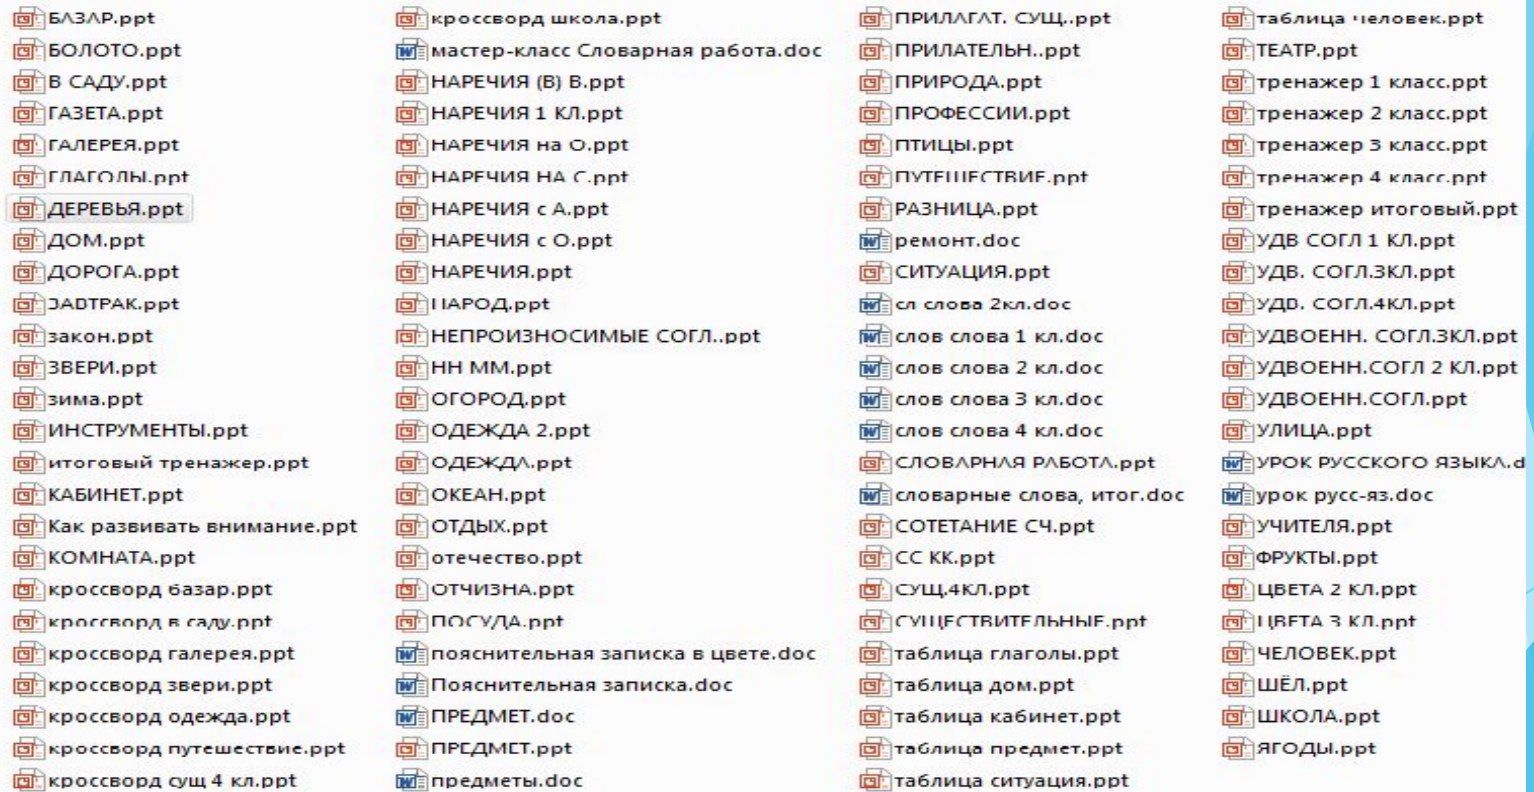 БАЗАР.ppt
БОЛОТО.ppt
В САДУ.ppt
ГАЗЕТА.ppt
ГАЛЕРЕЯ.ppt
ГЛАГОЛЫ.ppt
ДЕРЕВЬЯ.ppt
ДОМ.ppt
ДОРОГА.ppt
ЗАВТРАК.ppt
закон.ppt
ЗВЕРИ.ppt
зима.ppt
ИНСТРУМЕНТЫ.ppt
итоговый тренажер.ppt
КАБИНЕТ.ppt
Как развивать внимание.ppt
КОМНАТА.ppt
кроссворд базар.ppt
кроссворд в саду.ppt
кроссворд галерея.ppt
кроссворд звери.ppt
кроссворд одежда.ppt
кроссворд путешествие.ppt
кроссворд сущ 4 кл.ppt
кроссворд школа.ppt
мастер-класс Словарная работа.doc
НАРЕЧИЯ (В) В.ppt
НАРЕЧИЯ 1 КЛ.ppt
НАРЕЧИЯ на О.ppt
НАРЕЧИЯ НА С.ppt
НАРЕЧИЯ с А.ppt
НАРЕЧИЯ с О.ppt
НАРЕЧИЯ.ppt
НАРОД.ppt
НЕПРОИЗНОСИМЫЕ СОГЛ..ppt
НН ММ.ppt
ОГОРОД.ppt
ОДЕЖДА 2.ppt
ОДЕЖДА.ppt
ОКЕАН.ppt
ОТДЫХ.ppt
отечество.ppt
ОТЧИЗНА.ppt
ПОСУДА.ppt
пояснительная записка в цвете.doc
Пояснительная записка.doc
ПРЕДМЕТ.doc
ПРЕДМЕТ.ppt
предметы.doc
ПРИЛАГАТ. СУЩ..ppt
ПРИЛАТЕЛЬН..ppt
ПРИРОДА.ppt
ПРОФЕССИИ.ppt
ПТИЦЫ.ppt
ПУТЕШЕСТВИЕ.ppt
РАЗНИЦА.ppt
ремонт.doc
СИТУАЦИЯ.ppt
сл слова 2кл.doc
слов слова 1 кл.doc
слов слова 2 кл.doc
слов слова 3 кл.doc
слов слова 4 кл.doc
СЛОВАРНАЯ РАБОТА.ppt
словарные слова, итог.doc
СОТЕТАНИЕ СЧ.ppt
СС КК.ppt
СУЩ.4КЛ.ppt
СУЩЕСТВИТЕЛЬНЫЕ.ppt
таблица глаголы.ppt
таблица дом.ppt
таблица кабинет.ppt
таблица предмет.ppt
таблица ситуация.ppt
таблица человек.ppt
ТЕАТР.ppt
тренажер 1 класс.ppt
тренажер 2 класс.ppt
тренажер 3 класс.ppt
тренажер 4 класс.ppt
тренажер итоговый.ppt
УДВ СОГЛ 1 КЛ.ppt
УДВ. СОГЛ.3КЛ.ppt
УДВ. СОГЛ.4КЛ.ppt
УДВОЕНН. СОГЛ.3КЛ.ppt
УДВОЕНН.СОГЛ 2 КЛ.ppt
УДВОЕНН.СОГЛ.ppt
УЛИЦА.ppt
УРОК РУССКОГО ЯЗЫКА.d
урок русс-яз.doc
УЧИТЕЛЯ.ppt
ФРУКТЫ.ppt
ЦВЕТА 2 КЛ.ppt
ЦВЕТА 3 КЛ.ppt
ЧЕЛОВЕК.ppt
ШЁЛ.ppt
ШКОЛА.ppt
ЯГОДЫ.ppt